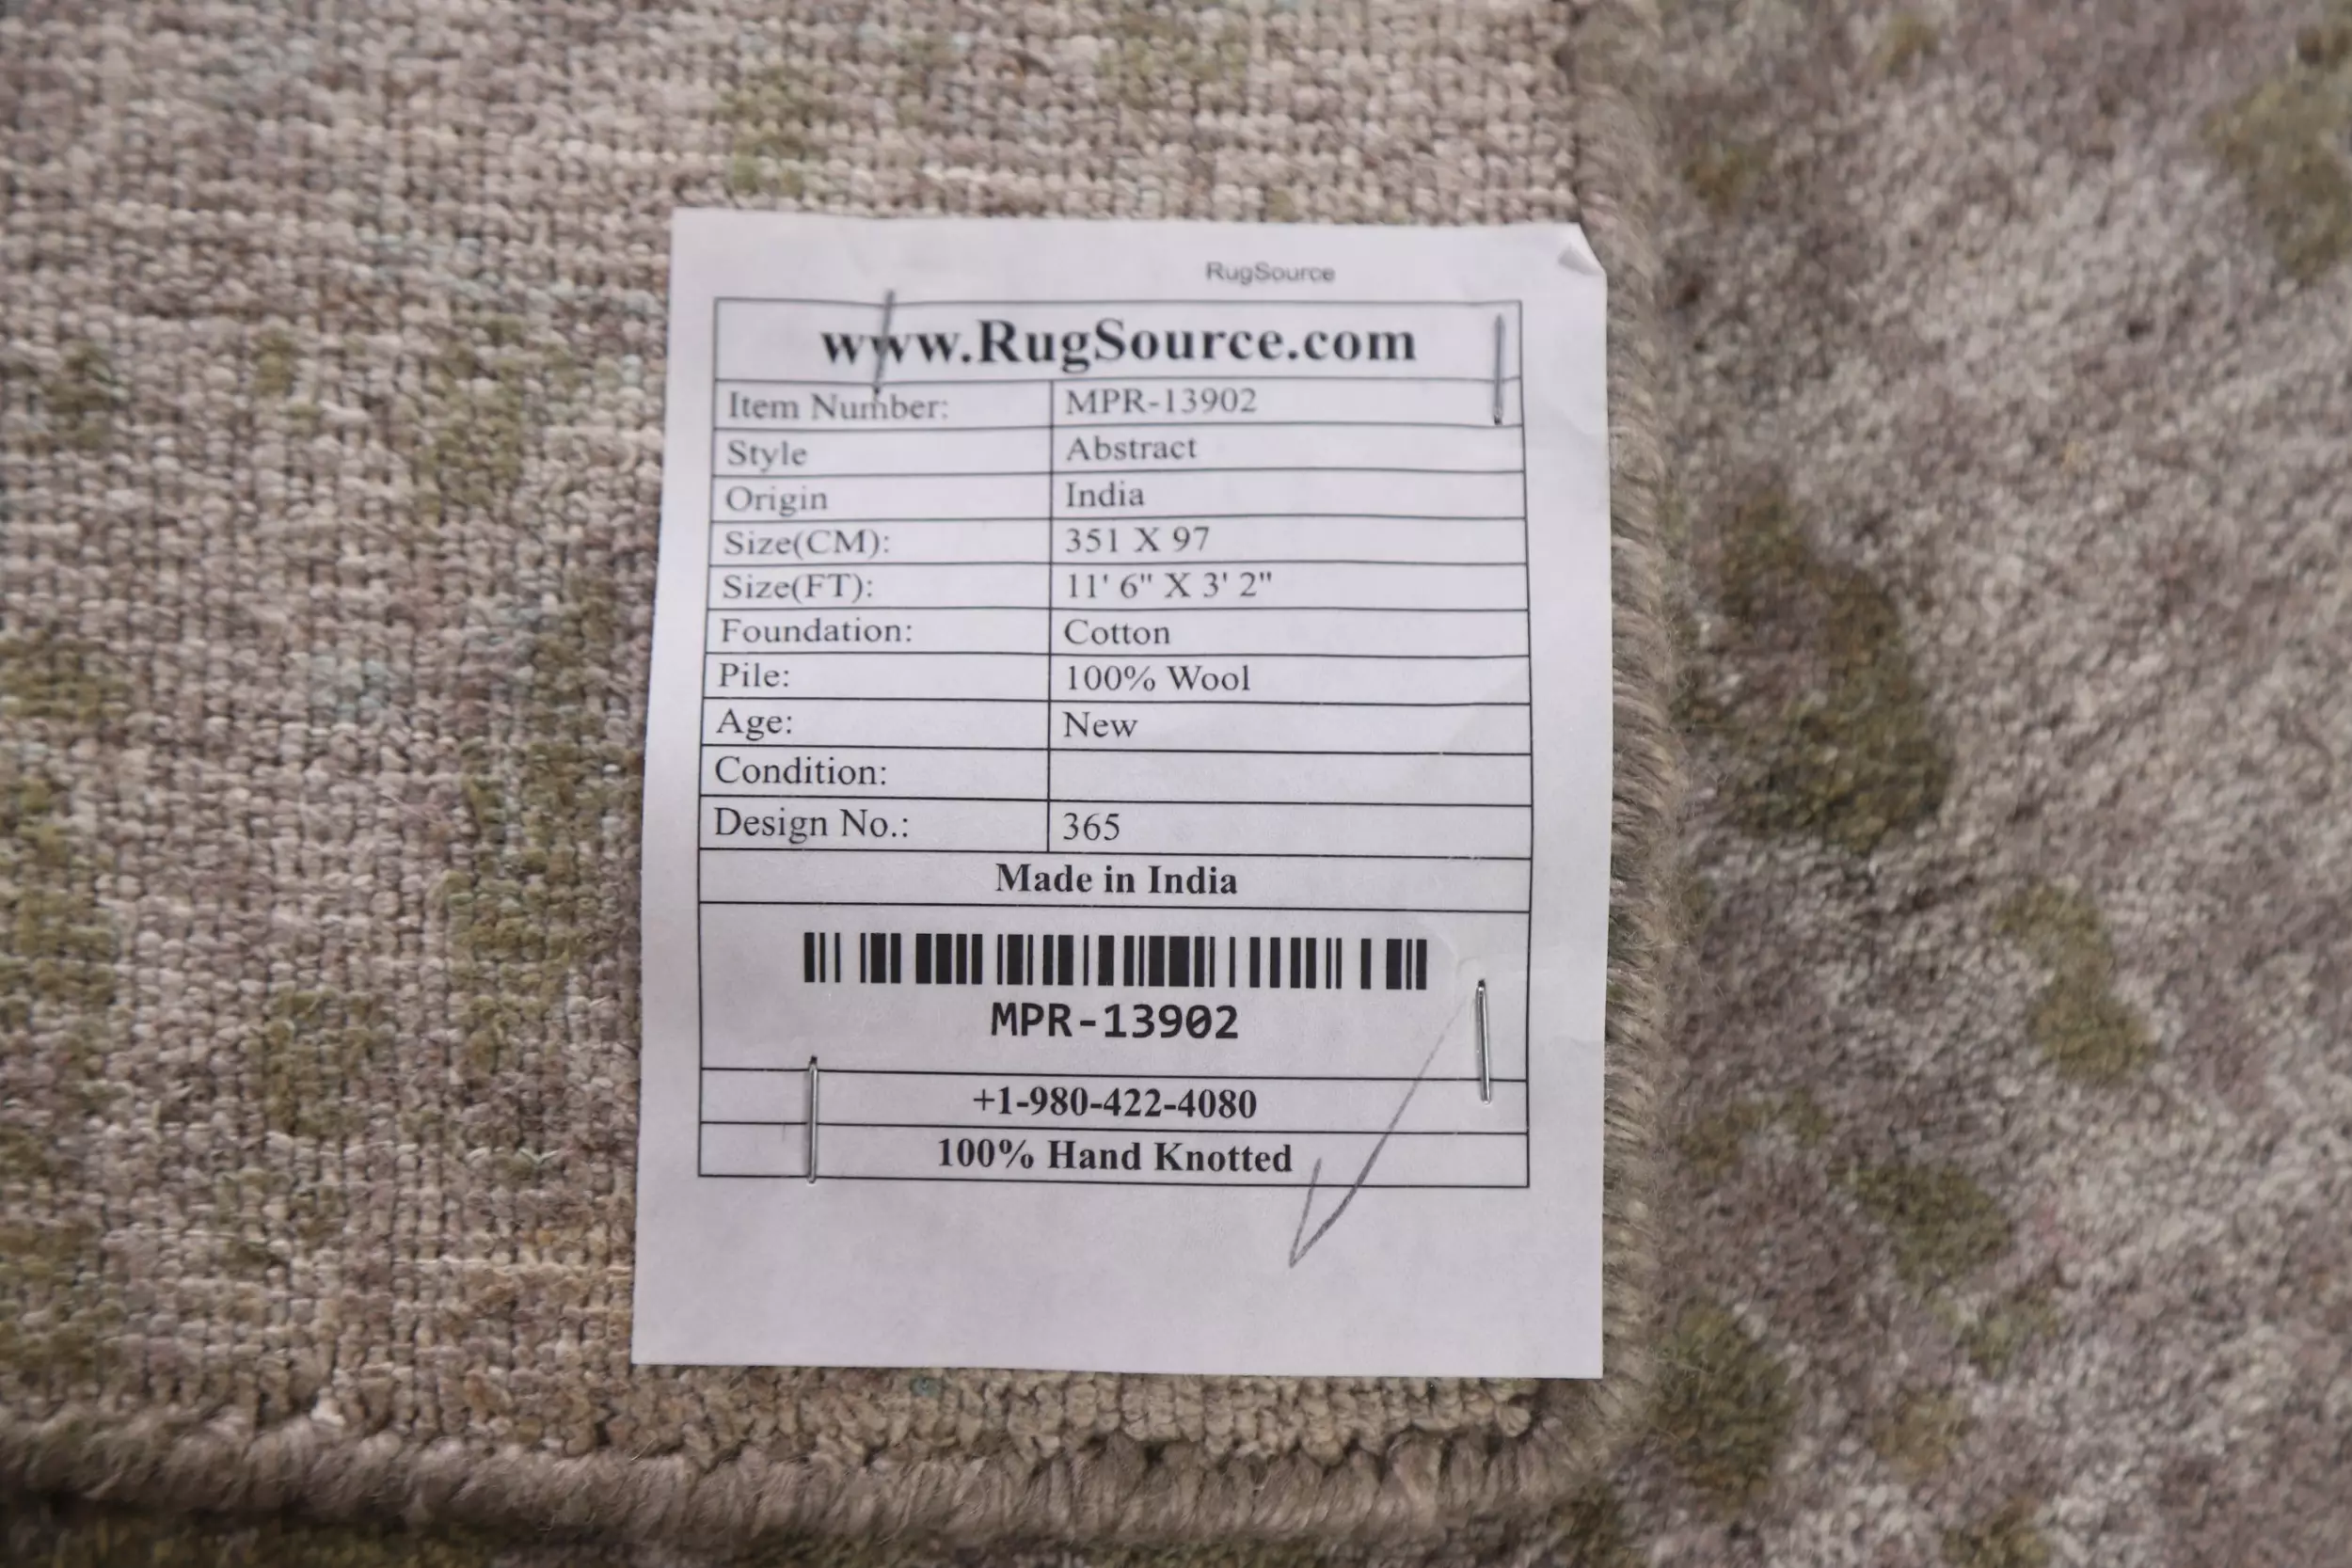 RugSource
www.RugSource.com
Item Number: MPR-13902
Style Abstract
Origin India
Size(CM): 351 X 97
Size(FT): 11' 6" X 3' 2"
Foundation: Cotton
Pile: 100% Wool
Age: New
Condition:
Design No.: 365
Made in India
MPR-13902
+1-980-422-4080
100% Hand Knotted